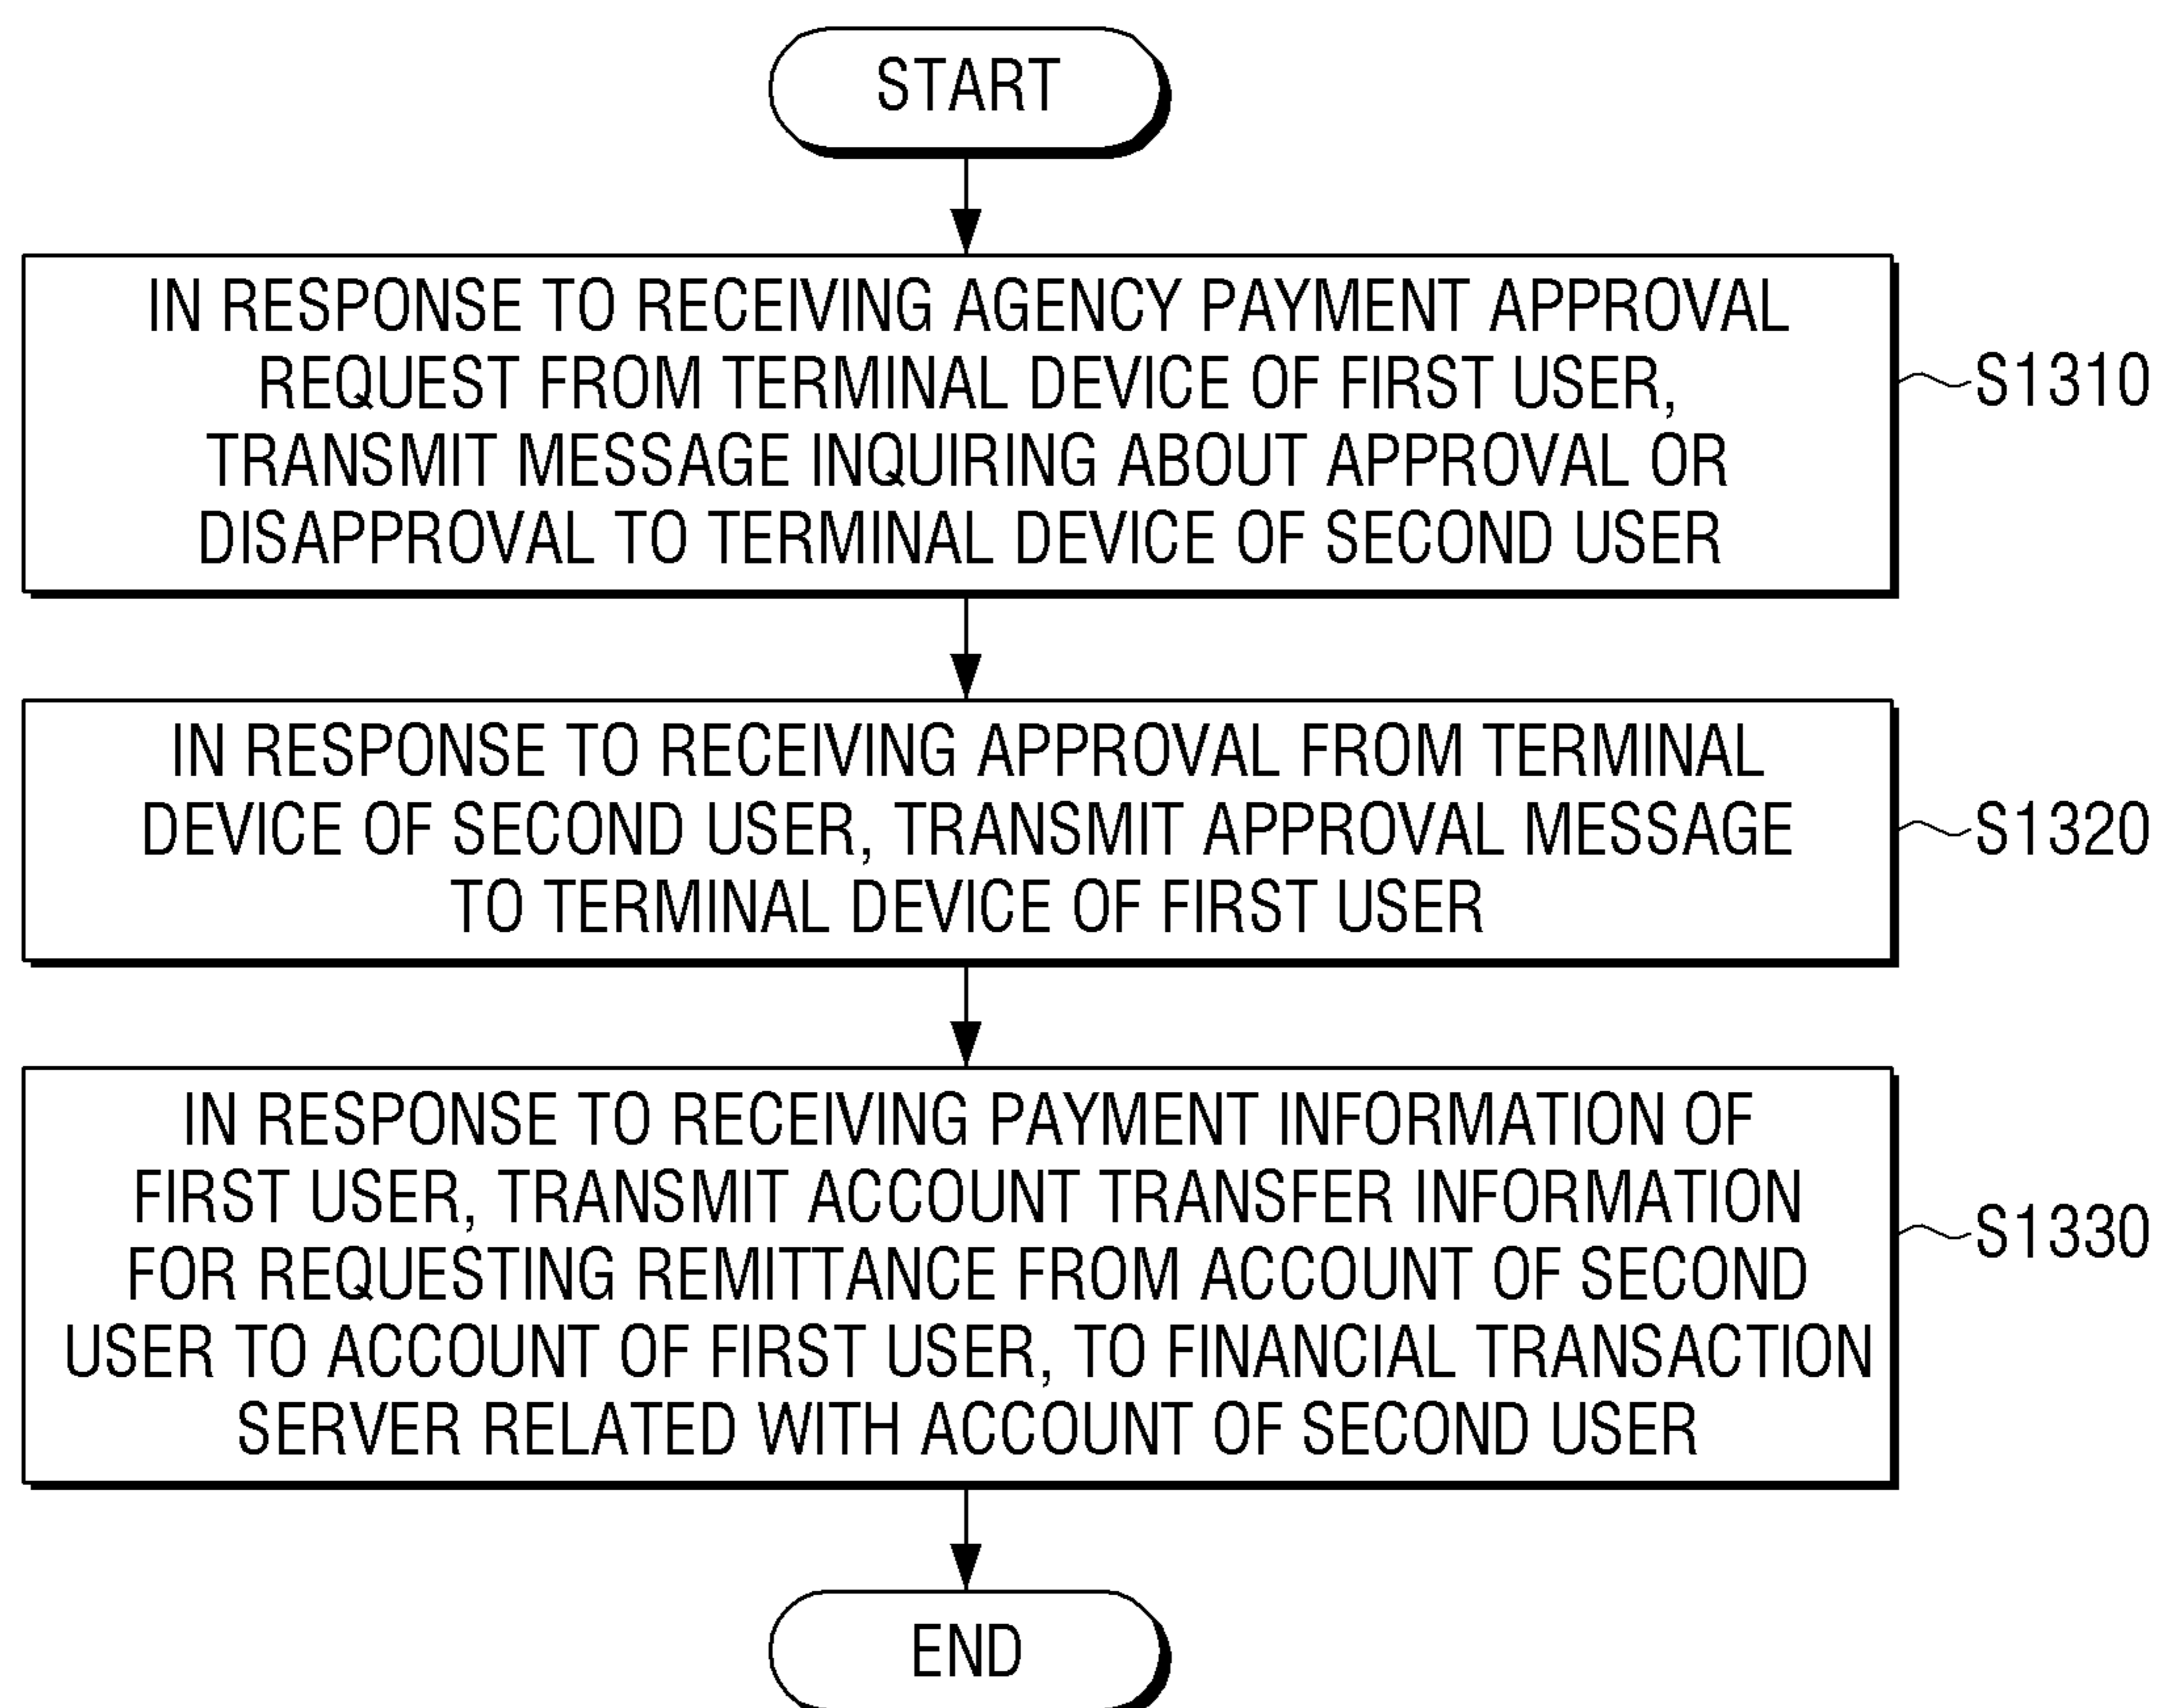 START
IN RESPONSE TO RECEIVING AGENCY PAYMENT APPROVAL
REQUEST FROM TERMINAL DEVICE OF FIRST USER,
TRANSMIT MESSAGE INQUIRING ABOUT APPROVAL OR
DISAPPROVAL TO TERMINAL DEVICE OF SECOND USER
S1310
IN RESPONSE TO RECEIVING APPROVAL FROM TERMINAL
DEVICE OF SECOND USER, TRANSMIT APPROVAL MESSAGE
TO TERMINAL DEVICE OF FIRST USER
S1320
IN RESPONSE TO RECEIVING PAYMENT INFORMATION OF
FIRST USER, TRANSMIT ACCOUNT TRANSFER INFORMATION
FOR REQUESTING REMITTANCE FROM ACCOUNT OF SECOND
USER TO ACCOUNT OF FIRST USER, TO FINANCIAL TRANSACTION
SERVER RELATED WITH ACCOUNT OF SECOND USER
S1330
END